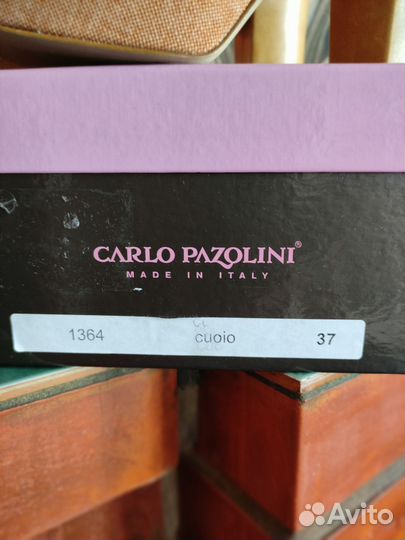 CARLO PAZOLINI®
MADE IN ITALY
1364 cuoio 37
Avito